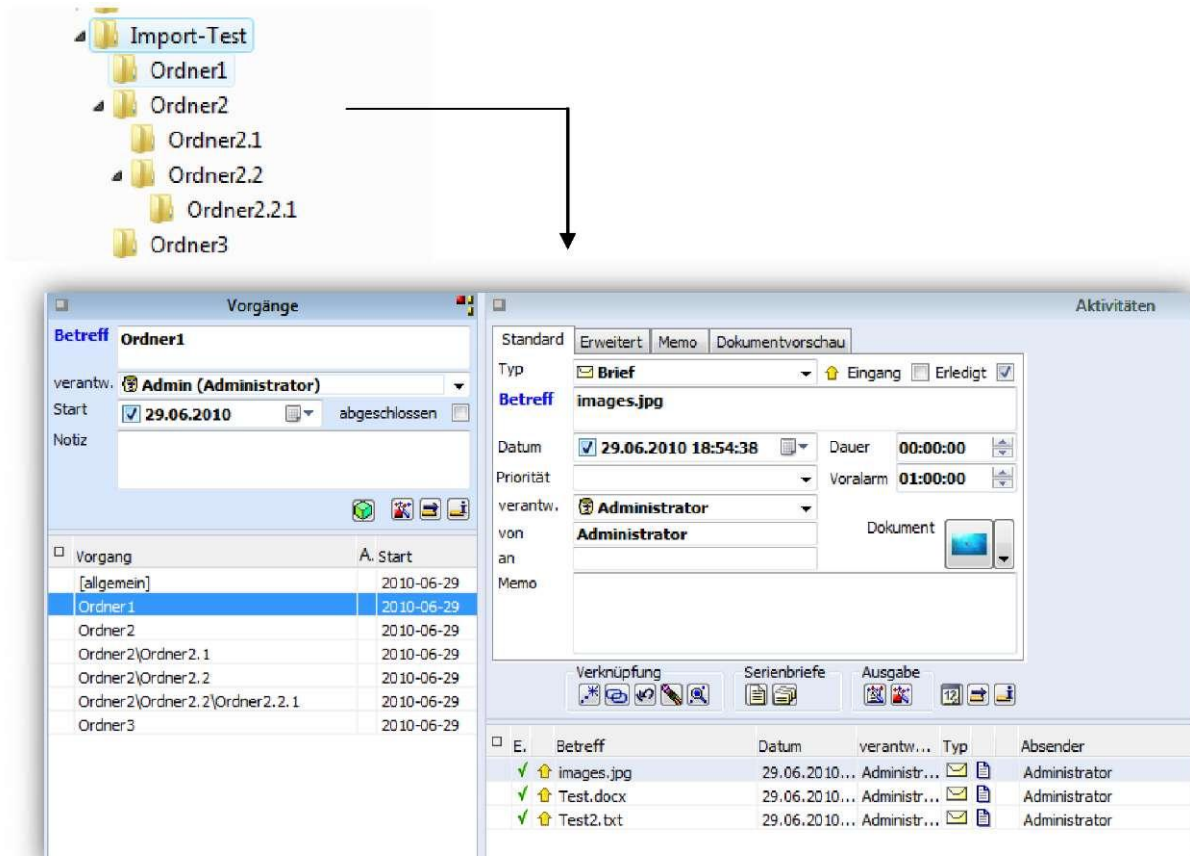 Import-Test
Ordner1
Ordner2
Ordner2.1
Ordner2.2
Ordner2.2.1
Ordner3
Vorgänge
Betreff Ordner1
verantw. Admin (Administrator)
Start 29.06.2010 abgeschlossen
Notiz
Vorgang A. Start
[allgemein] 2010-06-29
Ordner1 2010-06-29
Ordner2 2010-06-29
Ordner2\Ordner2.1 2010-06-29
Ordner2\Ordner2.2 2010-06-29
Ordner2\Ordner2.2\Ordner2.2.1 2010-06-29
Ordner3 2010-06-29
Aktivitäten
Standard Erweitert Memo Dokumentvorschau
Typ Brief Eingang Erledigt
Betreff images.jpg
Datum 29.06.2010 18:54:38 Dauer 00:00:00
Priorität Voralarm 01:00:00
verantw. Administrator
von Administrator Dokument
an
Memo
Verknüpfung Serienbriefe Ausgabe
12
E. Betreff Datum verantw... Typ Absender
images.jpg 29.06.2010... Administr... Administrator
Test.docx 29.06.2010... Administr... Administrator
Test2.txt 29.06.2010... Administr... Administrator